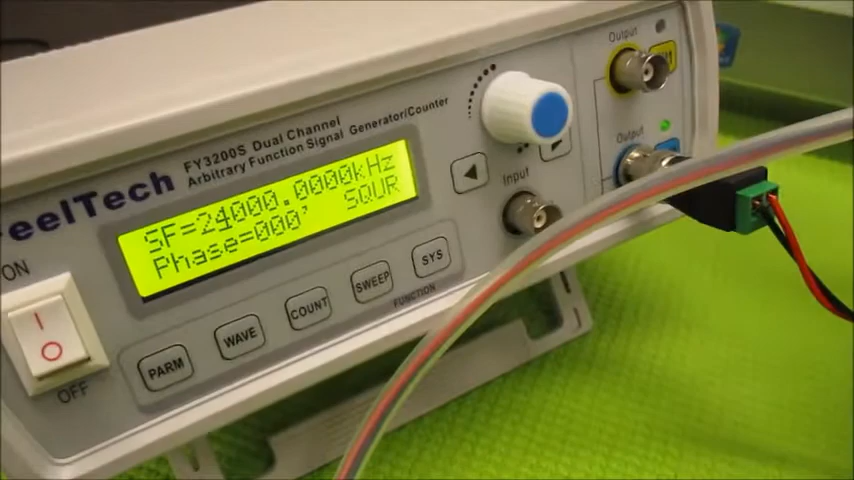 FeelTech
FY3200S Dual Channel
Arbitrary Function Signal Generator/Counter
SF=24000.0000kHz
Phase=000° SQUR
ON
OFF
PARM
WAVE
COUNT
SWEEP
SYS
FUNCTION
Input
Output
Output